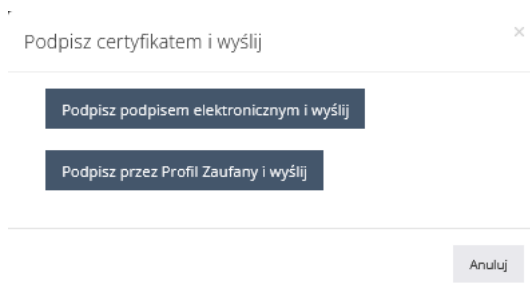 Podpisz certyfikatem i wyślij
×
Podpisz podpisem elektronicznym i wyślij
Podpisz przez Profil Zaufany i wyślij
Anuluj